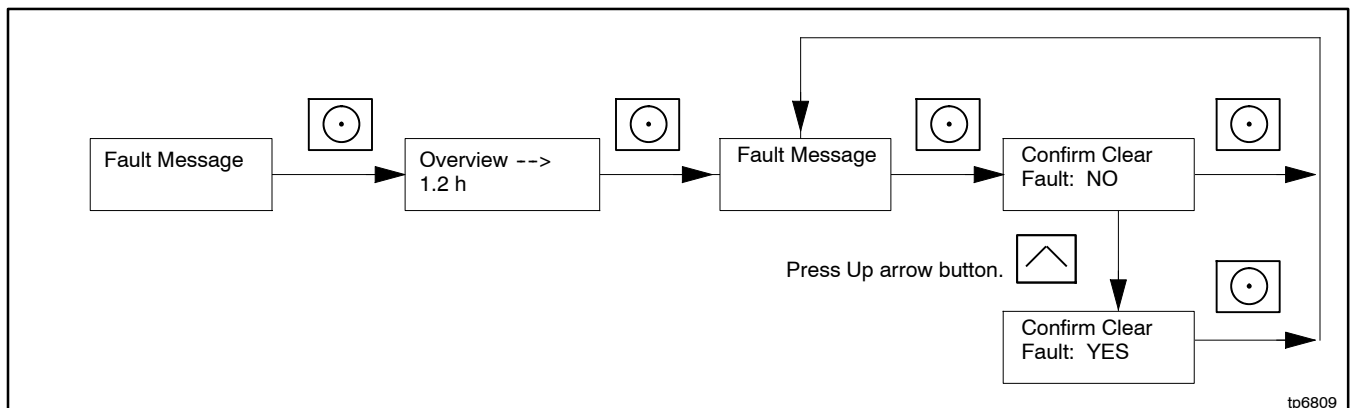 Fault Message
Overview -->
1.2 h
Fault Message
Confirm Clear
Fault:  NO
Press Up arrow button.
Confirm Clear
Fault:  YES
tp6809